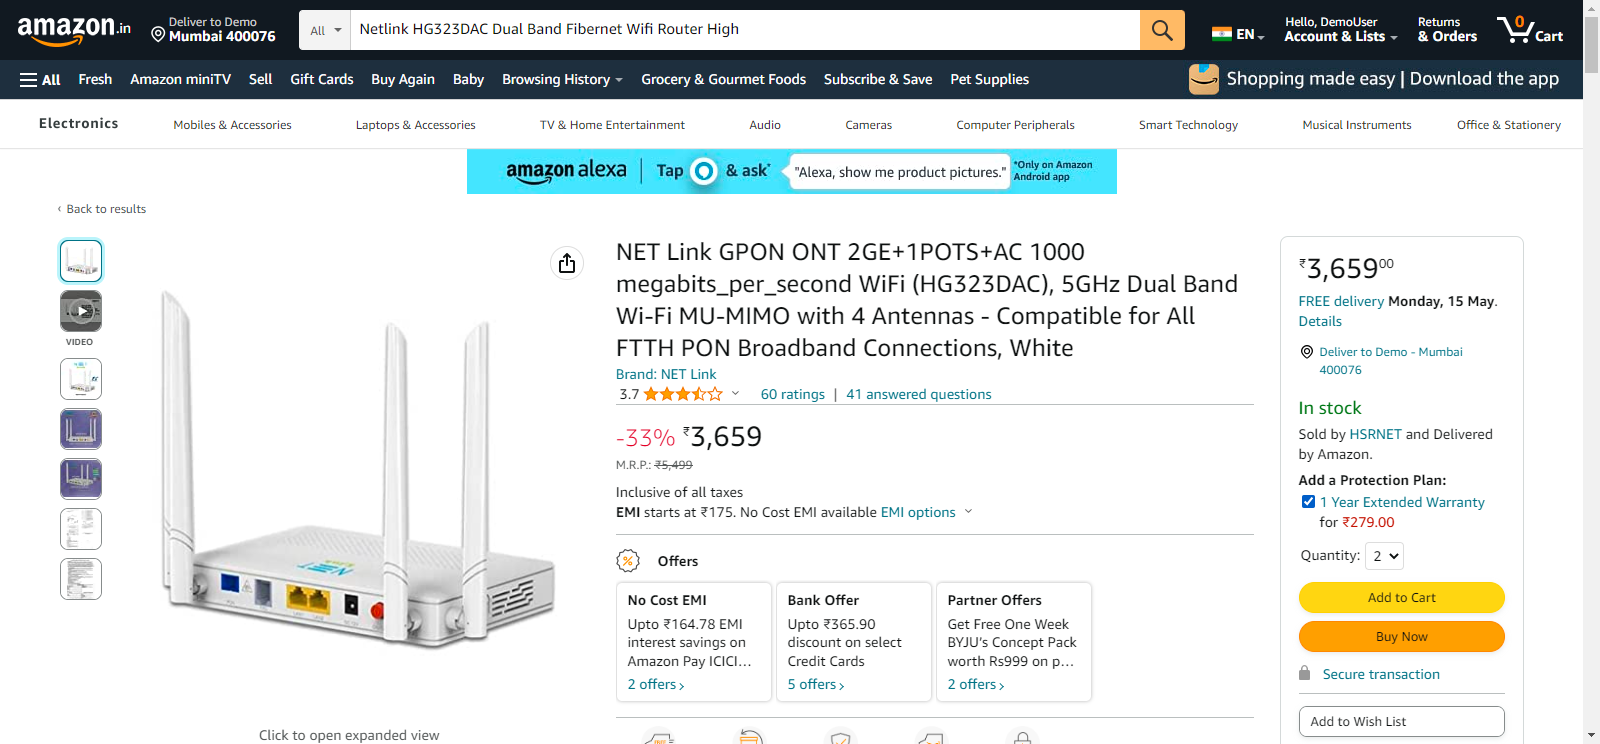 amazon.in
Deliver to Demo
Mumbai 400076
All
Netlink HG323DAC Dual Band Fibernet Wifi Router High
EN
Hello, DemoUser
Account & Lists
Returns
& Orders
0
Cart
All
Fresh
Amazon miniTV
Sell
Gift Cards
Buy Again
Baby
Browsing History
Grocery & Gourmet Foods
Subscribe & Save
Pet Supplies
Shopping made easy | Download the app
Electronics
Mobiles & Accessories
Laptops & Accessories
TV & Home Entertainment
Audio
Cameras
Computer Peripherals
Smart Technology
Musical Instruments
Office & Stationery
amazon alexa
Tap & ask*
"Alexa, show me product pictures."
*Only on Amazon
Android app
‹ Back to results
VIDEO
NET
Click to open expanded view
NET Link GPON ONT 2GE+1POTS+AC 1000
megabits_per_second WiFi (HG323DAC), 5GHz Dual Band
Wi-Fi MU-MIMO with 4 Antennas - Compatible for All
FTTH PON Broadband Connections, White
Brand: NET Link
3.7
60 ratings | 41 answered questions
-33% ₹3,659
M.R.P.: ₹5,499
Inclusive of all taxes
EMI starts at ₹175. No Cost EMI available EMI options
Offers
No Cost EMI
Upto ₹164.78 EMI
interest savings on
Amazon Pay ICICI...
2 offers ›
Bank Offer
Upto ₹365.90
discount on select
Credit Cards
5 offers ›
Partner Offers
Get Free One Week
BYJU's Concept Pack
worth Rs999 on p...
2 offers ›
₹3,65900
FREE delivery Monday, 15 May.
Details
Deliver to Demo - Mumbai
400076
In stock
Sold by HSRNET and Delivered
by Amazon.
Add a Protection Plan:
1 Year Extended Warranty
for ₹279.00
Quantity: 2
Add to Cart
Buy Now
Secure transaction
Add to Wish List